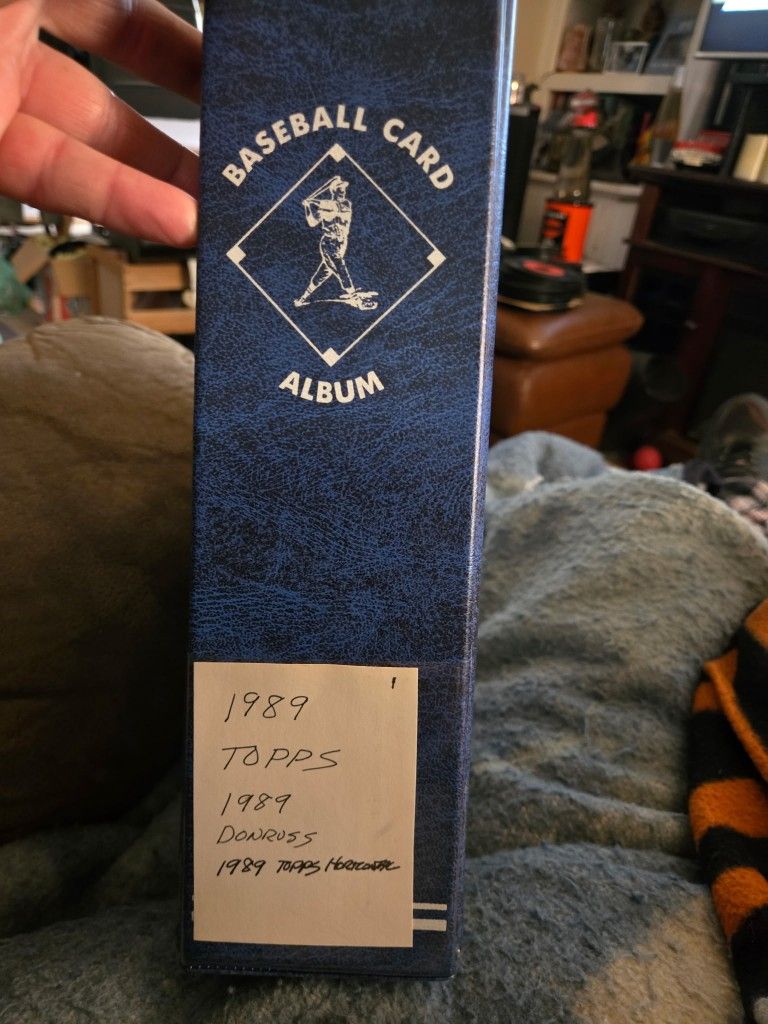 BASEBALL CARD
ALBUM
1989
TOPPS
1989
DONRUSS
1989 TOPPS